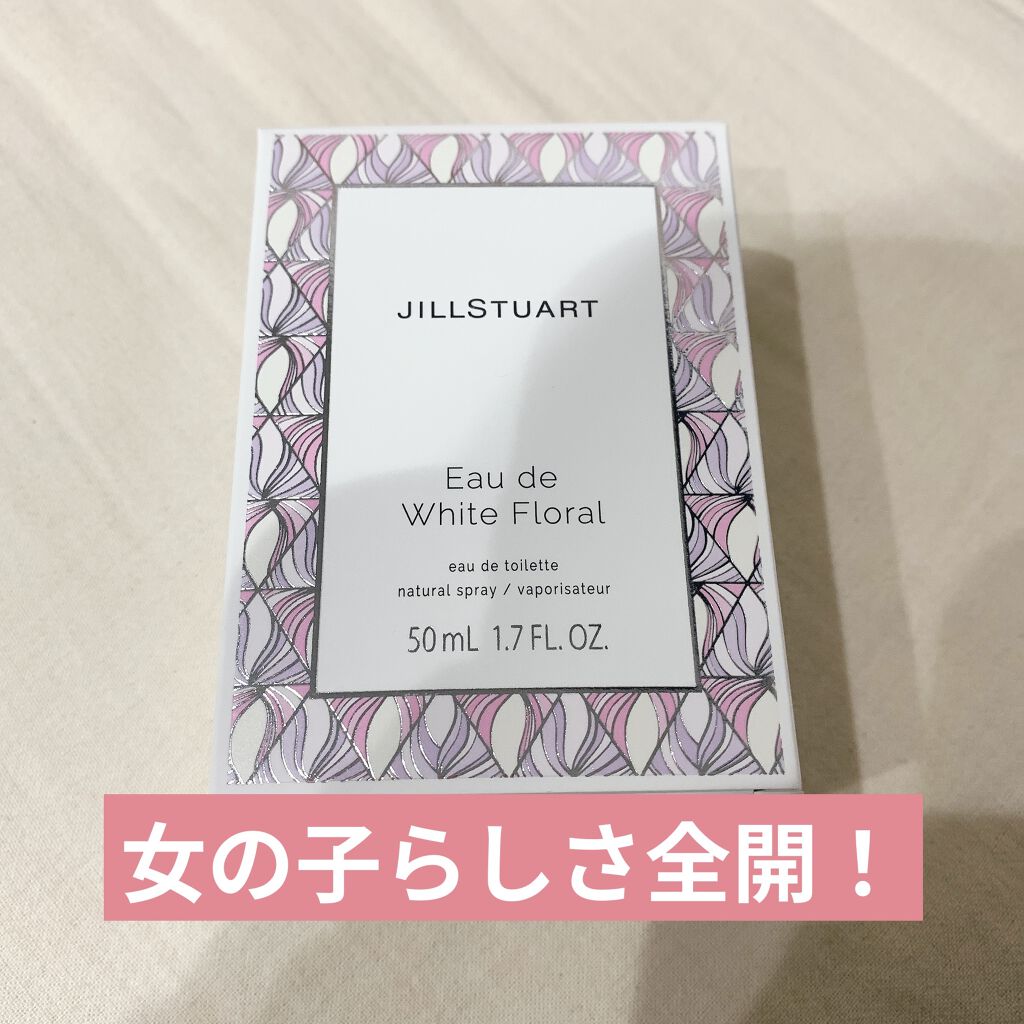 JILLSTUART
Eau de
White Floral
eau de toilette
natural spray / vaporisateur
50mL 1.7 FL. OZ.
女の子らしさ全開！